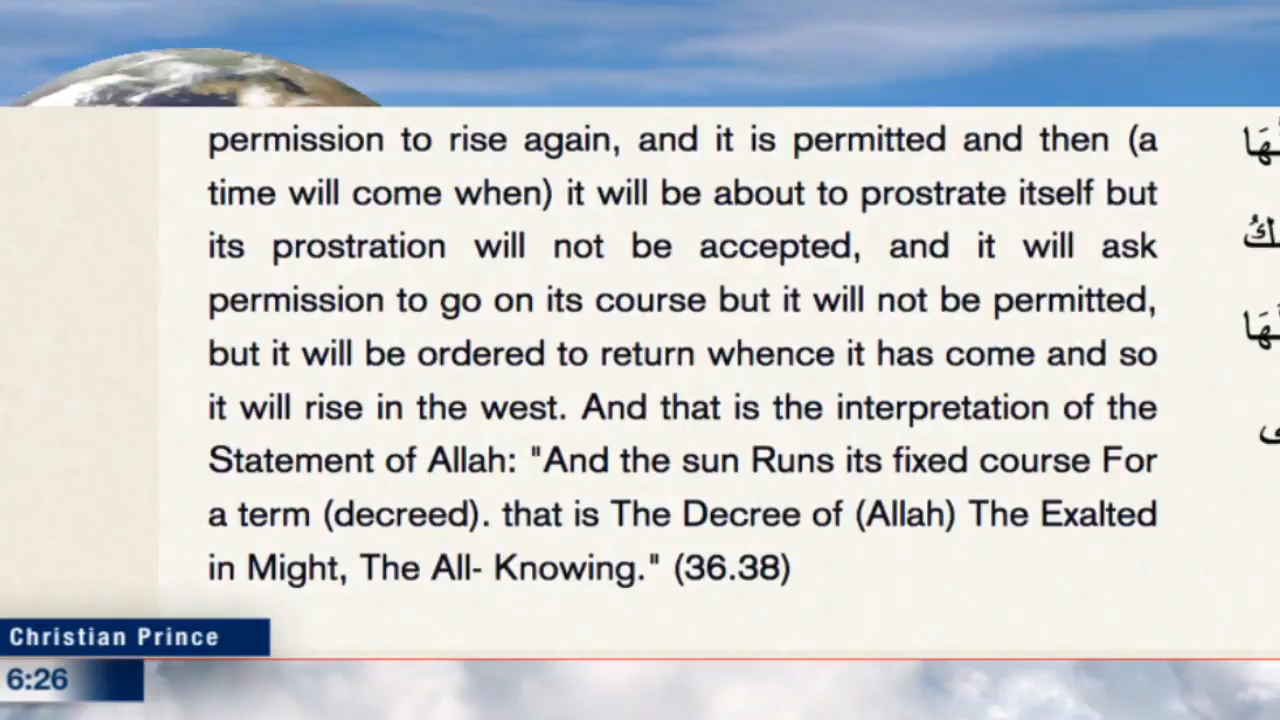 permission to rise again, and it is permitted and then (a
time will come when) it will be about to prostrate itself but
its prostration will not be accepted, and it will ask
permission to go on its course but it will not be permitted,
but it will be ordered to return whence it has come and so
it will rise in the west. And that is the interpretation of the
Statement of Allah: "And the sun Runs its fixed course For
a term (decreed). that is The Decree of (Allah) The Exalted
in Might, The All- Knowing." (36.38)
Christian Prince
6:26